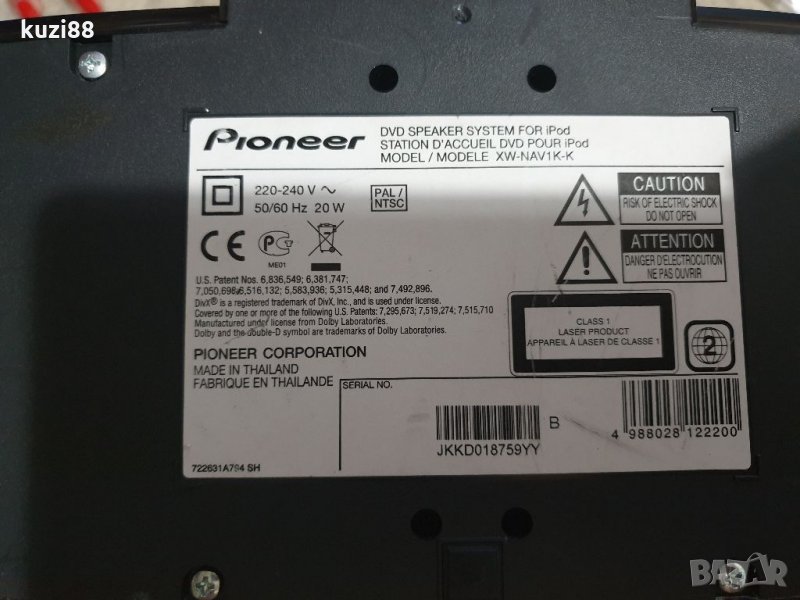 kuzi88
Pioneer
DVD SPEAKER SYSTEM FOR iPod
STATION D'ACCUEIL DVD POUR iPod
MODEL / MODELE XW-NAV1K-K
220-240 V ~
50/60 Hz 20 W
PAL /
NTSC
CAUTION
RISK OF ELECTRIC SHOCK
DO NOT OPEN
ATTENTION
DANGER D'ELECTROCUTION
NE PAS OUVRIR
CE
PG
ME01
U.S. Patent Nos. 6,836,549; 6,381,747;
7,050,698; 6,516,132; 5,583,936; 5,315,448; and 7,492,896.
DivX® is a registered trademark of DivX, Inc., and is used under license.
Covered by one or more of the following U.S. Patents: 7,295,673; 7,519,274; 7,515,710
Manufactured under license from Dolby Laboratories.
Dolby and the double-D symbol are trademarks of Dolby Laboratories.
CLASS 1
LASER PRODUCT
APPAREIL À LASER DE CLASSE 1
2
PIONEER CORPORATION
MADE IN THAILAND
FABRIQUE EN THAILANDE
SERIAL NO.
B
JKKD018759YY
4 988028 122200
722631A794 SH
BAZAR